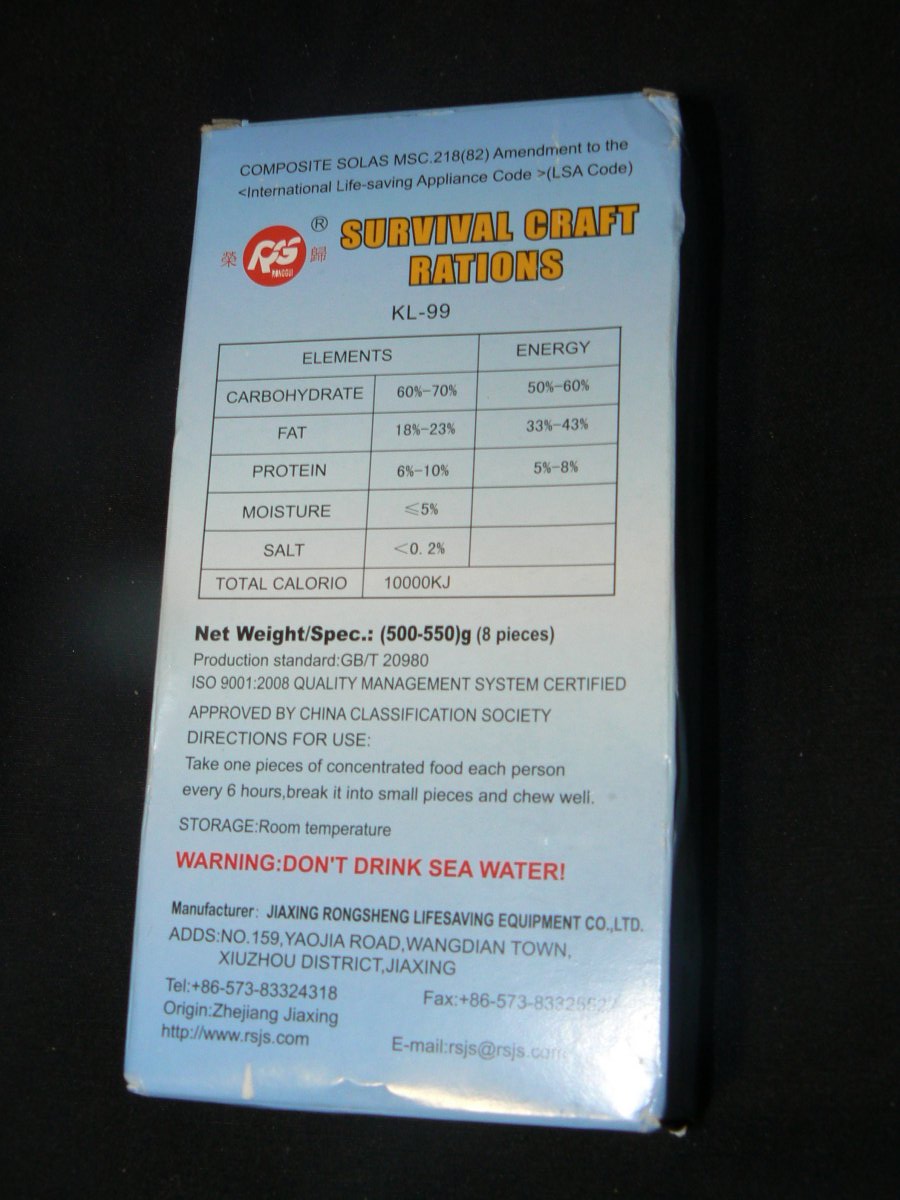 COMPOSITE SOLAS MSC.218(82) Amendment to the
<International Life-saving Appliance Code >(LSA Code)
榮 RSG RONGGUI 歸 ®
SURVIVAL CRAFT
RATIONS
KL-99
ELEMENTS ENERGY
CARBOHYDRATE 60%-70% 50%-60%
FAT 18%-23% 33%-43%
PROTEIN 6%-10% 5%-8%
MOISTURE ≤5%
SALT <0.2%
TOTAL CALORIO 10000KJ
Net Weight/Spec.: (500-550)g (8 pieces)
Production standard:GB/T 20980
ISO 9001:2008 QUALITY MANAGEMENT SYSTEM CERTIFIED
APPROVED BY CHINA CLASSIFICATION SOCIETY
DIRECTIONS FOR USE:
Take one pieces of concentrated food each person
every 6 hours,break it into small pieces and chew well.
STORAGE:Room temperature
WARNING:DON'T DRINK SEA WATER!
Manufacturer: JIAXING RONGSHENG LIFESAVING EQUIPMENT CO.,LTD.
ADDS:NO.159,YAOJIA ROAD,WANGDIAN TOWN,
XIUZHOU DISTRICT,JIAXING
Tel:+86-573-83324318 Fax:
Origin:Zhejiang Jiaxing
http://www.rsjs.com E-mail:rsjs@rsjs.com